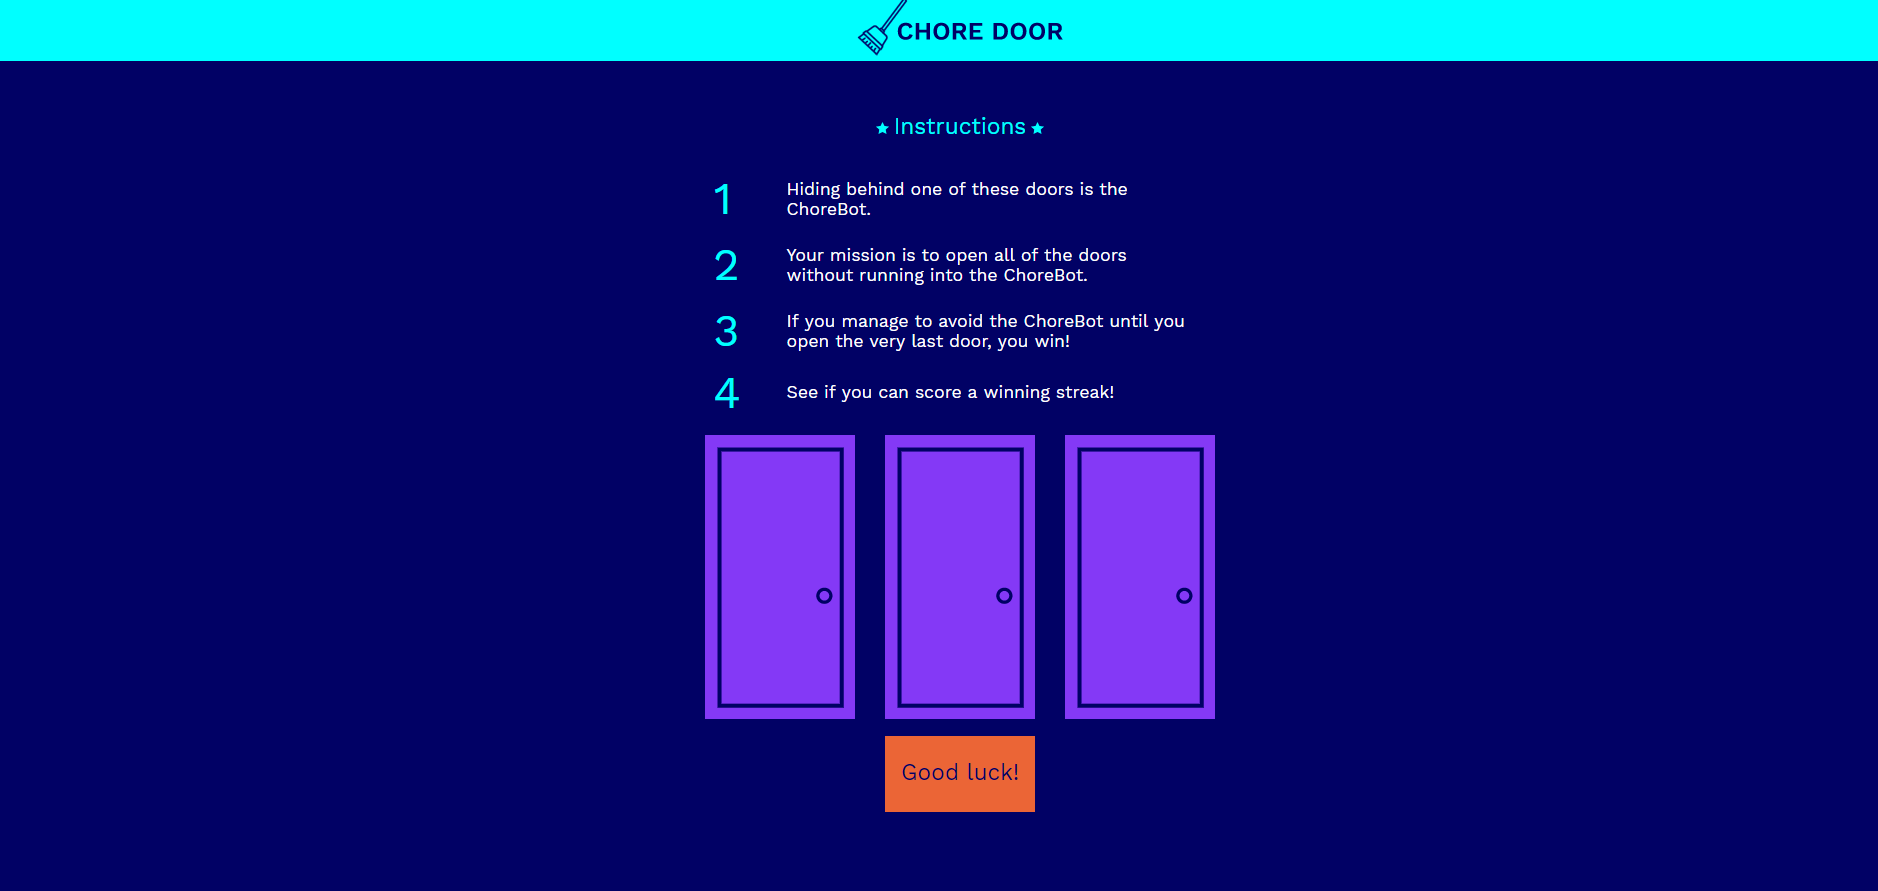 CHORE DOOR
Instructions
1
Hiding behind one of these doors is the
ChoreBot.
2
Your mission is to open all of the doors
without running into the ChoreBot.
3
If you manage to avoid the ChoreBot until you
open the very last door, you win!
4
See if you can score a winning streak!
Good luck!